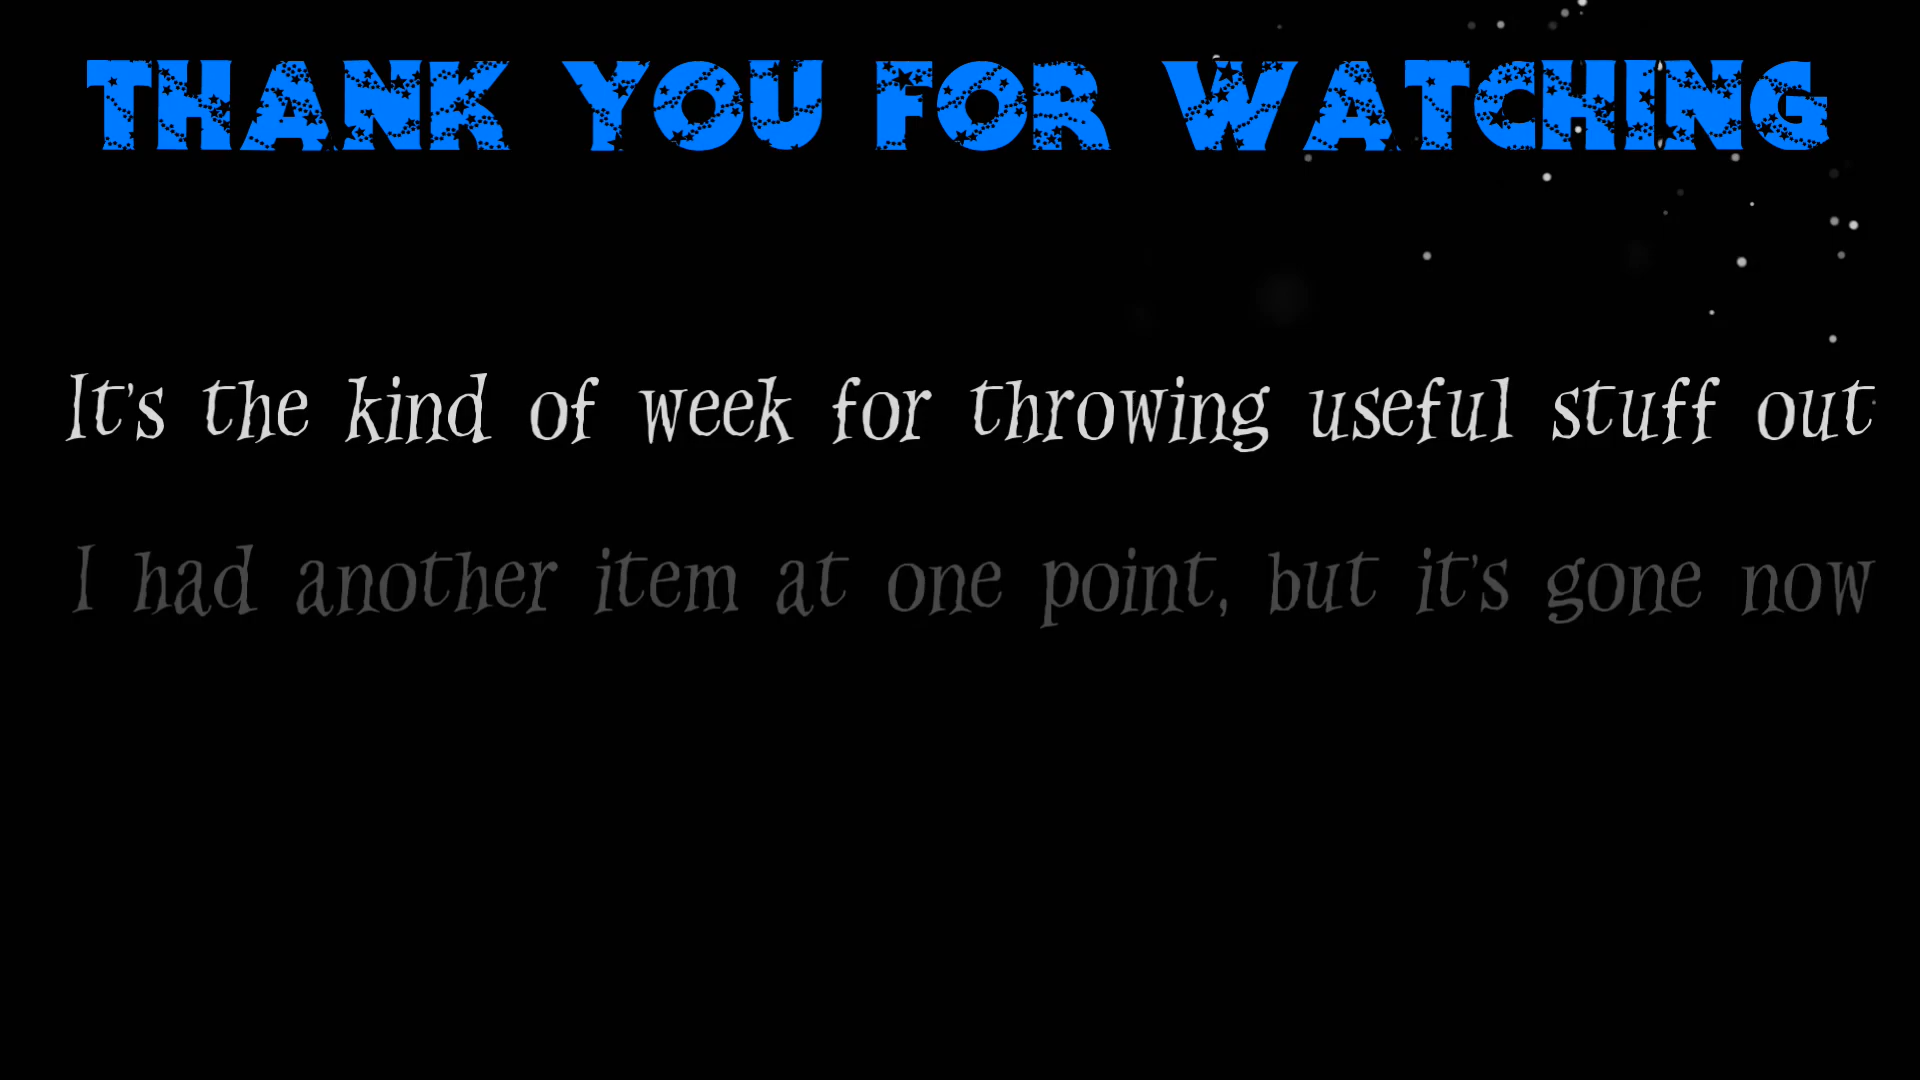 THANK YOU FOR WATCHING
It's the kind of week for throwing useful stuff out
I had another item at one point, but it's gone now